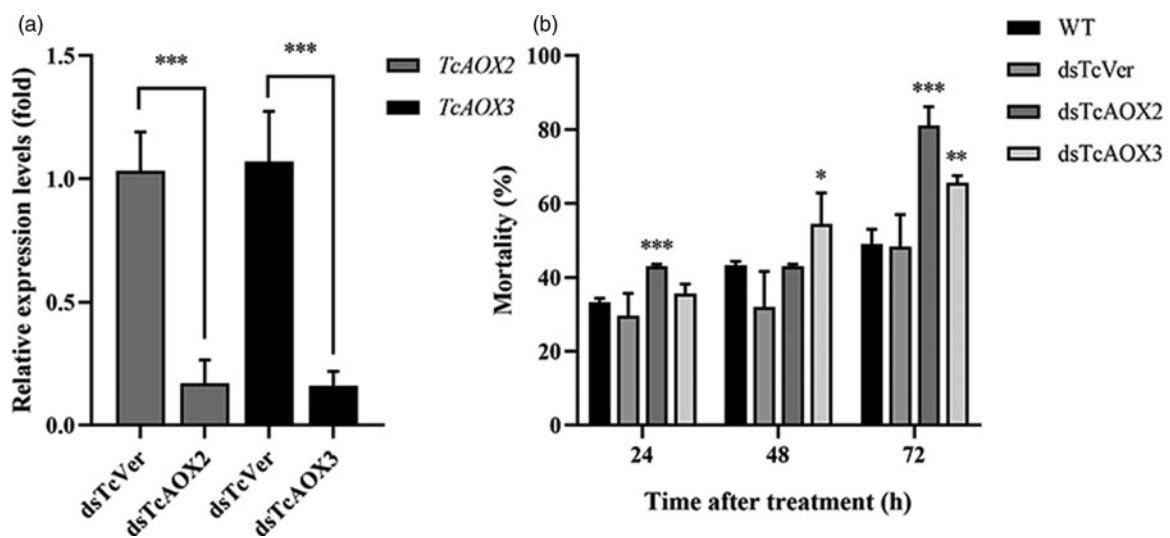 (a)
Relative expression levels (fold)
1.5
1.0
0.5
0.0
***
***
TcAOX2
TcAOX3
dsTcVer
dsTcAOX2
dsTcVer
dsTcAOX3
(b)
Mortality (%)
100
80
60
40
20
0
***
*
***
**
24
48
72
Time after treatment (h)
WT
dsTcVer
dsTcAOX2
dsTcAOX3